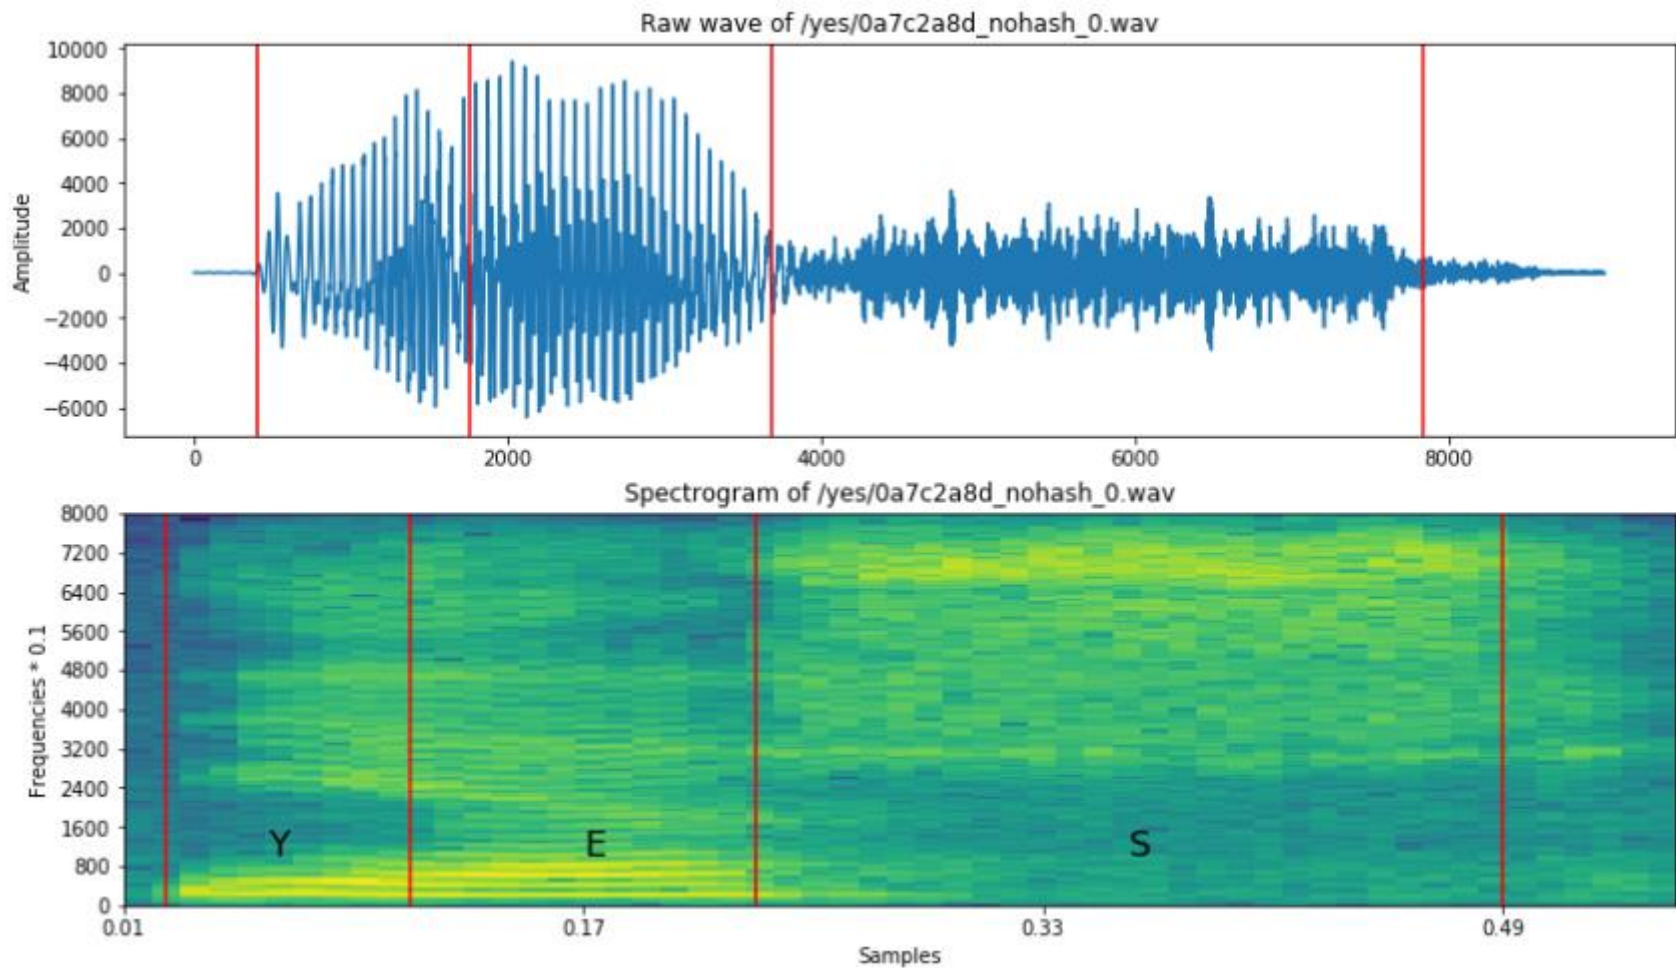 Raw wave of /yes/0a7c2a8d_nohash_0.wav
10000
8000
6000
4000
2000
0
−2000
−4000
−6000
Amplitude
0 2000 4000 6000 8000
Spectrogram of /yes/0a7c2a8d_nohash_0.wav
8000
7200
6400
5600
4800
4000
3200
2400
1600
800
0
Frequencies * 0.1
Y E S
0.01 0.17 0.33 0.49
Samples